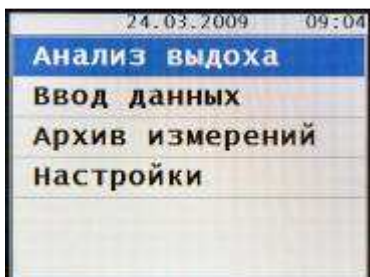 24.03.2009 09:04
Анализ выдоха
Ввод данных
Архив измерений
Настройки